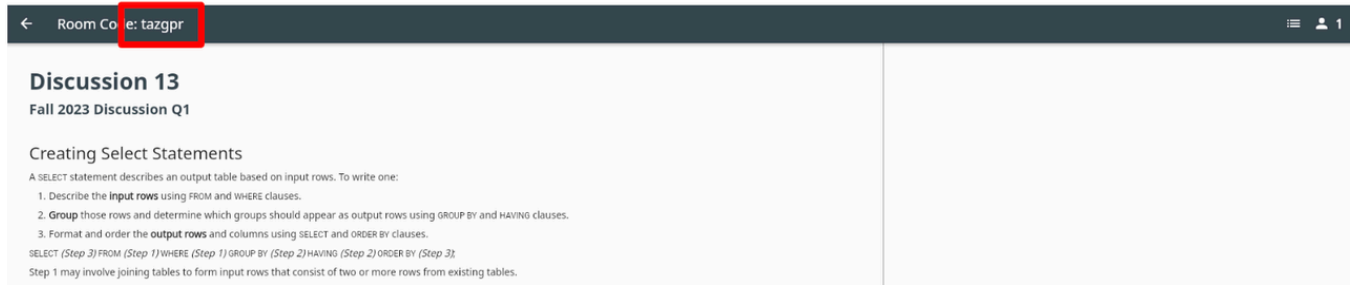 ← Room Code: tazgpr 1
Discussion 13
Fall 2023 Discussion Q1
Creating Select Statements
A SELECT statement describes an output table based on input rows. To write one:
1. Describe the input rows using FROM and WHERE clauses.
2. Group those rows and determine which groups should appear as output rows using GROUP BY and HAVING clauses.
3. Format and order the output rows and columns using SELECT and ORDER BY clauses.
SELECT (Step 3) FROM (Step 1) WHERE (Step 1) GROUP BY (Step 2) HAVING (Step 2) ORDER BY (Step 3);
Step 1 may involve joining tables to form input rows that consist of two or more rows from existing tables.